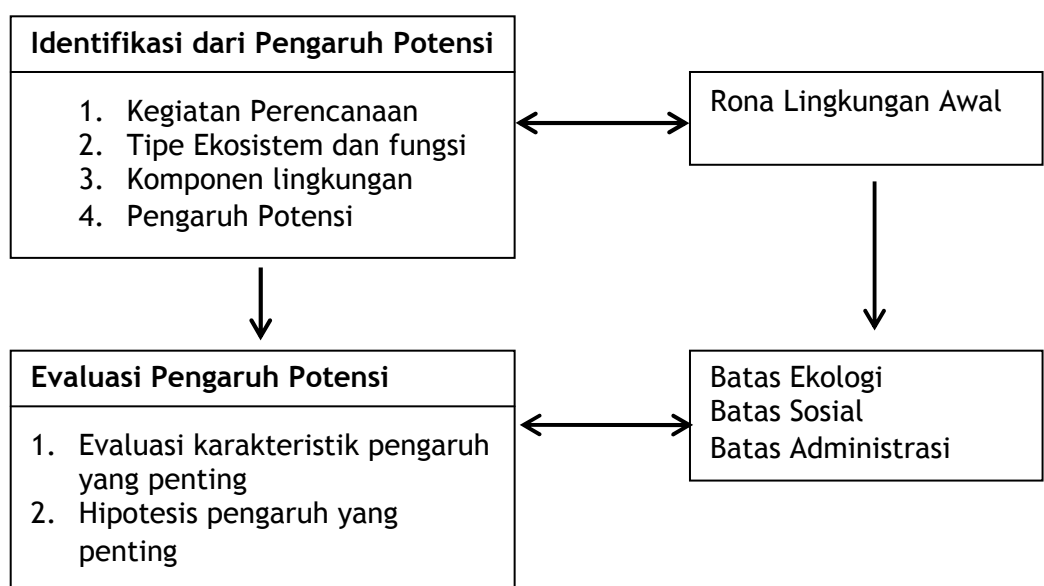 Identifikasi dari Pengaruh Potensi
1. Kegiatan Perencanaan
2. Tipe Ekosistem dan fungsi
3. Komponen lingkungan
4. Pengaruh Potensi
Rona Lingkungan Awal
Evaluasi Pengaruh Potensi
1. Evaluasi karakteristik pengaruh
yang penting
2. Hipotesis pengaruh yang
penting
Batas Ekologi
Batas Sosial
Batas Administrasi